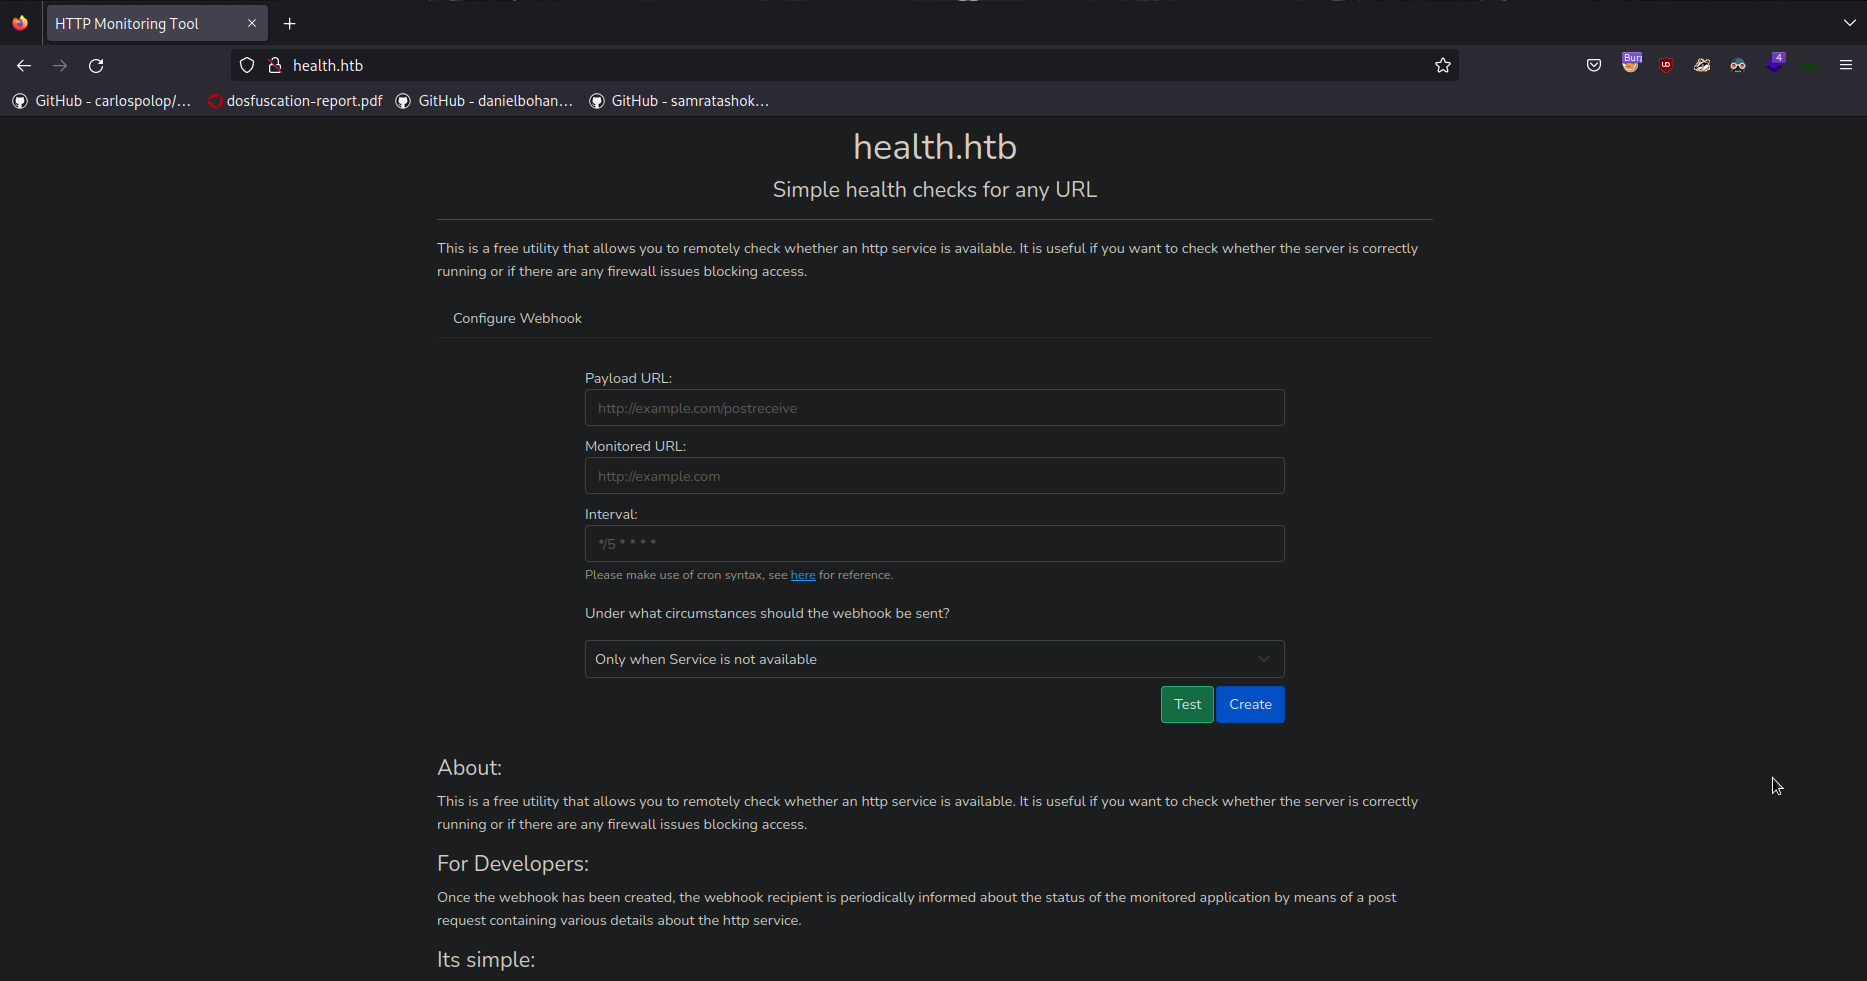 HTTP Monitoring Tool
health.htb
GitHub - carlospolop/...
dosfuscation-report.pdf
GitHub - danielbohan...
GitHub - samratashok...
health.htb
Simple health checks for any URL
This is a free utility that allows you to remotely check whether an http service is available. It is useful if you want to check whether the server is correctly
running or if there are any firewall issues blocking access.
Configure Webhook
Payload URL:
http://example.com/postreceive
Monitored URL:
http://example.com
Interval:
*/5 * * * *
Please make use of cron syntax, see here for reference.
Under what circumstances should the webhook be sent?
Only when Service is not available
Test Create
About:
This is a free utility that allows you to remotely check whether an http service is available. It is useful if you want to check whether the server is correctly
running or if there are any firewall issues blocking access.
For Developers:
Once the webhook has been created, the webhook recipient is periodically informed about the status of the monitored application by means of a post
request containing various details about the http service.
Its simple: